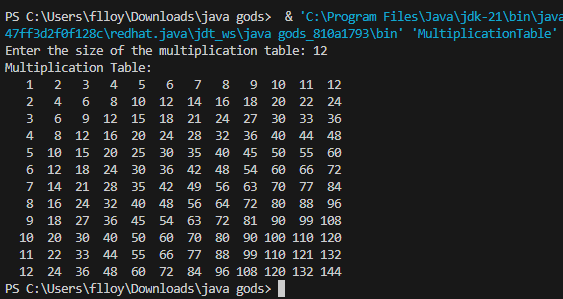 PS C:\Users\flloy\Downloads\java gods>  & 'C:\Program Files\Java\jdk-21\bin\java
47ff3d2f0f128c\redhat.java\jdt_ws\java gods_810a1793\bin' 'MultiplicationTable'
Enter the size of the multiplication table: 12
Multiplication Table:
   1   2   3   4   5   6   7   8   9  10  11  12
   2   4   6   8  10  12  14  16  18  20  22  24
   3   6   9  12  15  18  21  24  27  30  33  36
   4   8  12  16  20  24  28  32  36  40  44  48
   5  10  15  20  25  30  35  40  45  50  55  60
   6  12  18  24  30  36  42  48  54  60  66  72
   7  14  21  28  35  42  49  56  63  70  77  84
   8  16  24  32  40  48  56  64  72  80  88  96
   9  18  27  36  45  54  63  72  81  90  99 108
  10  20  30  40  50  60  70  80  90 100 110 120
  11  22  33  44  55  66  77  88  99 110 121 132
  12  24  36  48  60  72  84  96 108 120 132 144
PS C:\Users\flloy\Downloads\java gods>